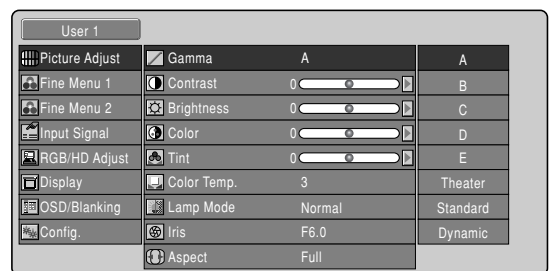 User 1
Picture Adjust Gamma A A
Fine Menu 1 Contrast 0 B
Fine Menu 2 Brightness 0 C
Input Signal Color 0 D
RGB/HD Adjust Tint 0 E
Display Color Temp. 3 Theater
OSD/Blanking Lamp Mode Normal Standard
Config. Iris F6.0 Dynamic
Aspect Full